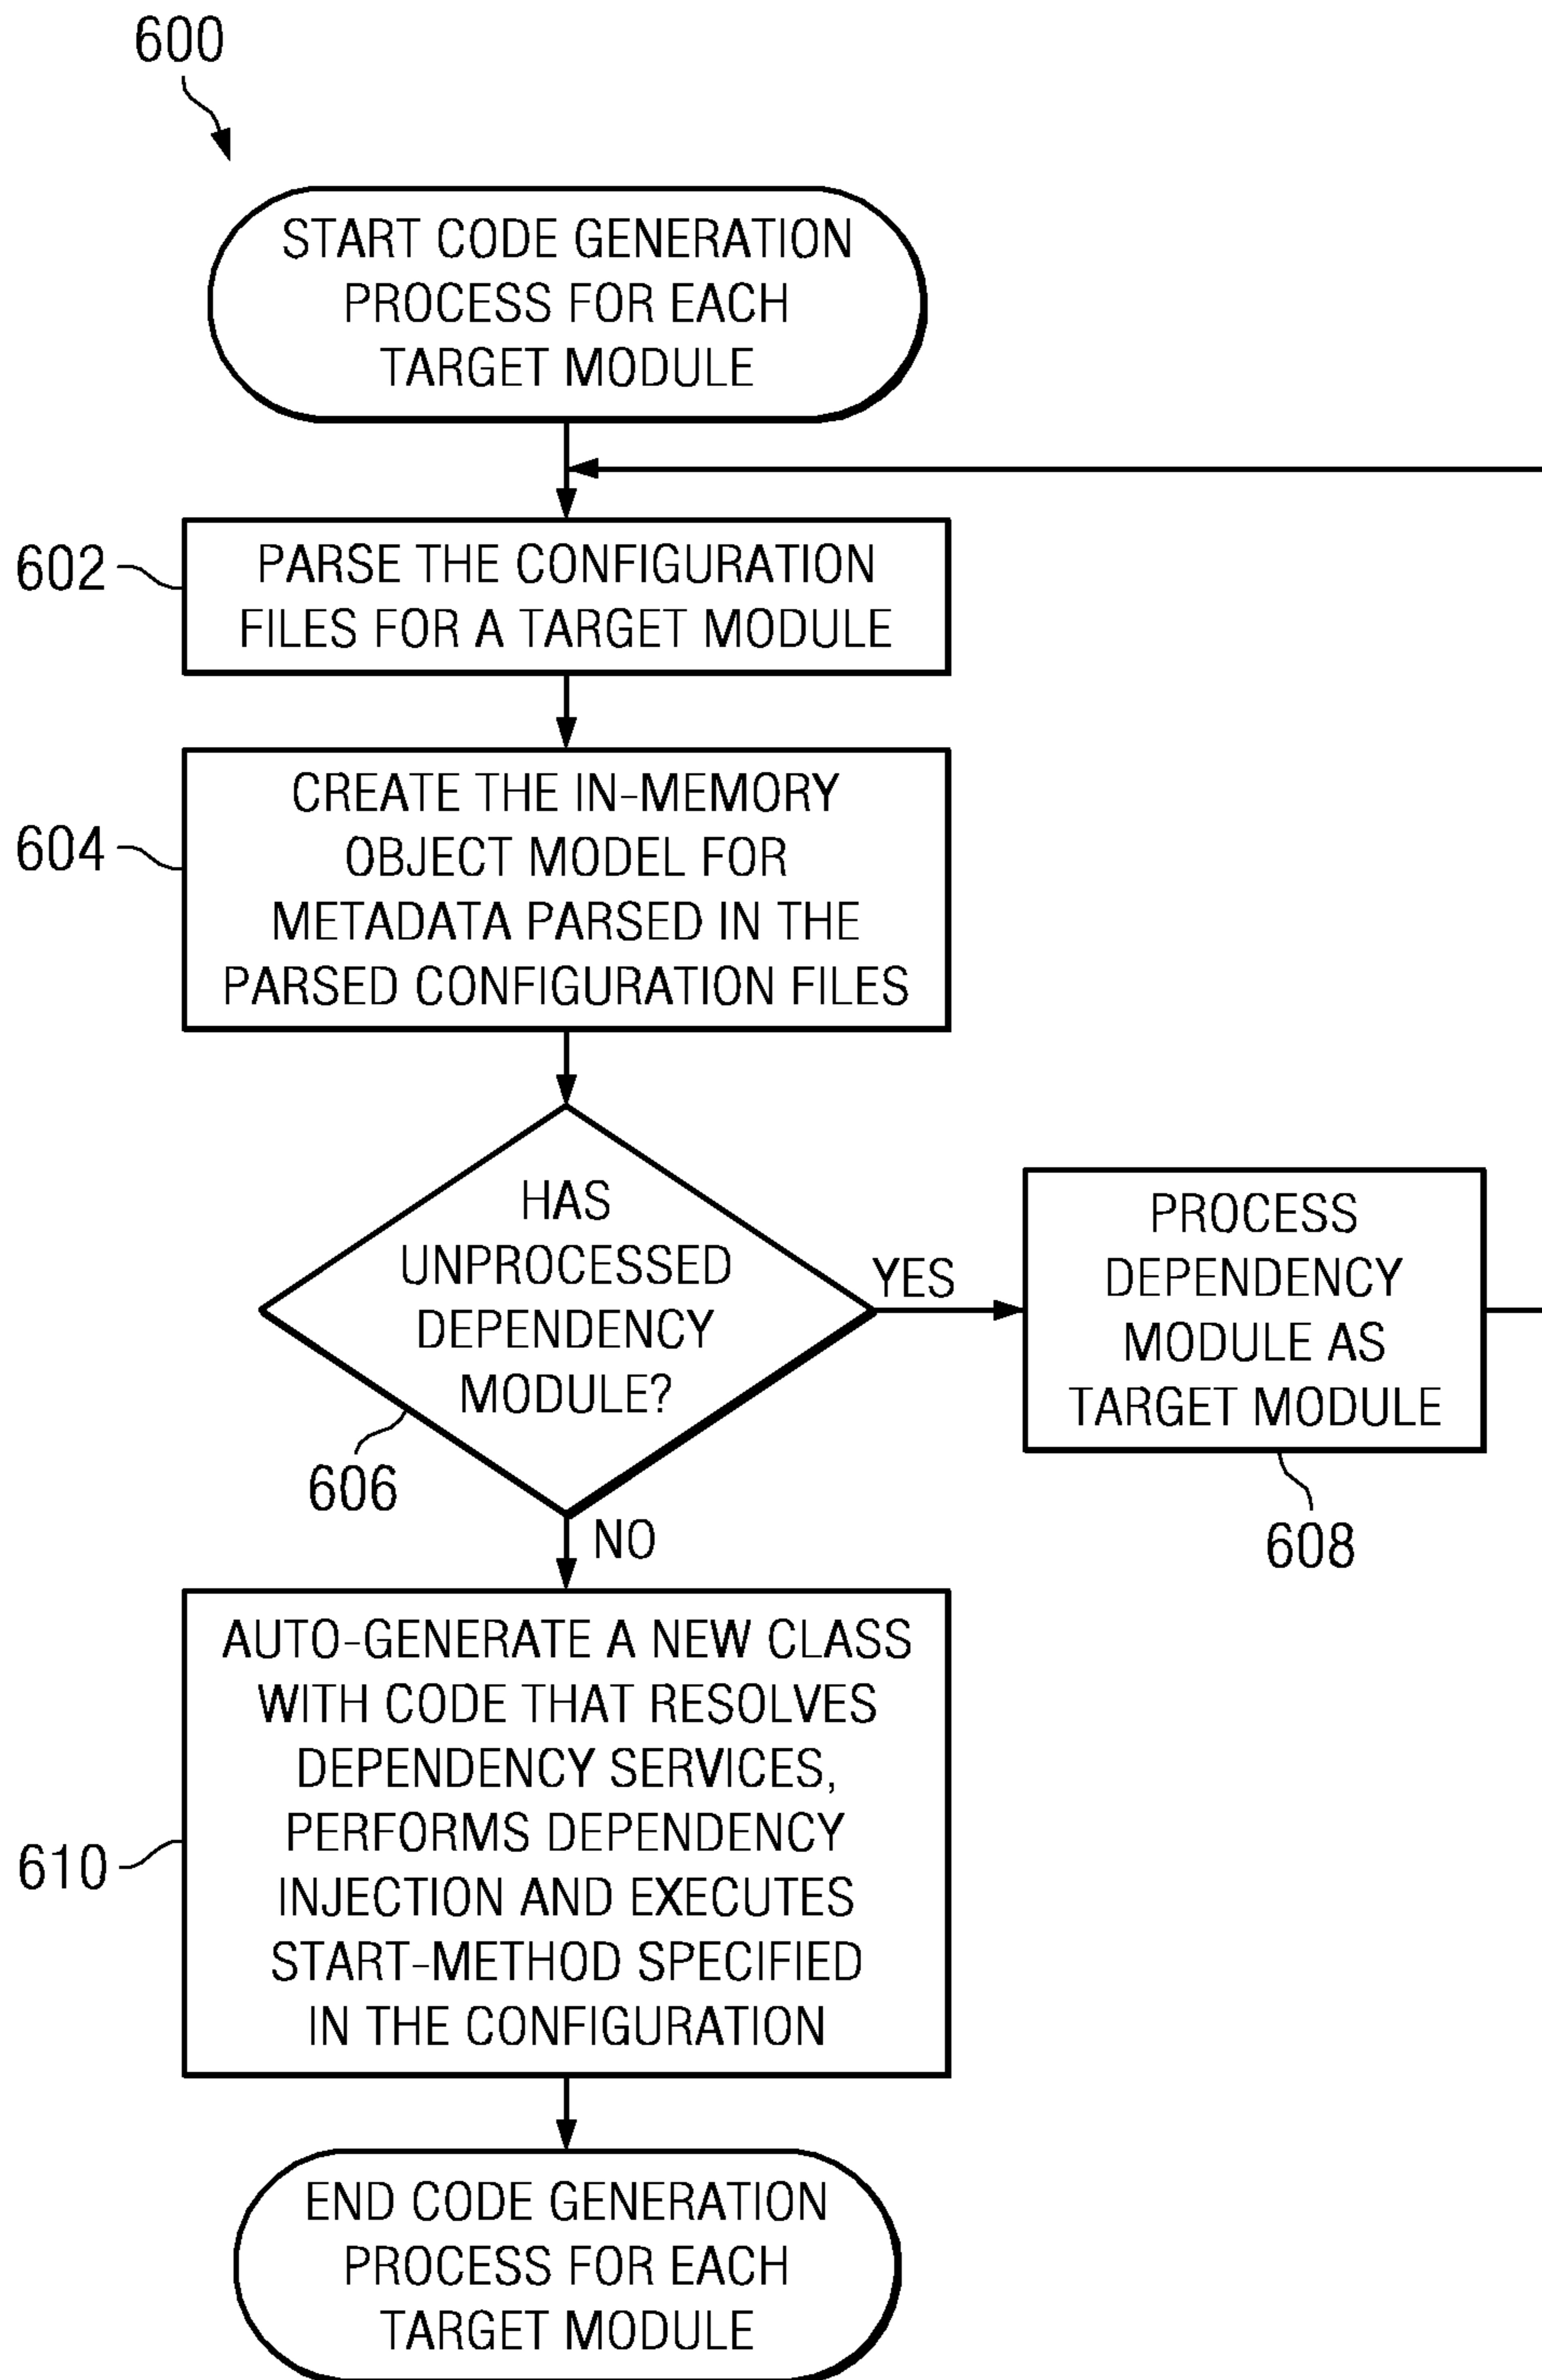 600
START CODE GENERATION
PROCESS FOR EACH
TARGET MODULE
602
PARSE THE CONFIGURATION
FILES FOR A TARGET MODULE
604
CREATE THE IN-MEMORY
OBJECT MODEL FOR
METADATA PARSED IN THE
PARSED CONFIGURATION FILES
HAS
UNPROCESSED
DEPENDENCY
MODULE?
606
YES
PROCESS
DEPENDENCY
MODULE AS
TARGET MODULE
608
NO
610
AUTO-GENERATE A NEW CLASS
WITH CODE THAT RESOLVES
DEPENDENCY SERVICES,
PERFORMS DEPENDENCY
INJECTION AND EXECUTES
START-METHOD SPECIFIED
IN THE CONFIGURATION
END CODE GENERATION
PROCESS FOR EACH
TARGET MODULE